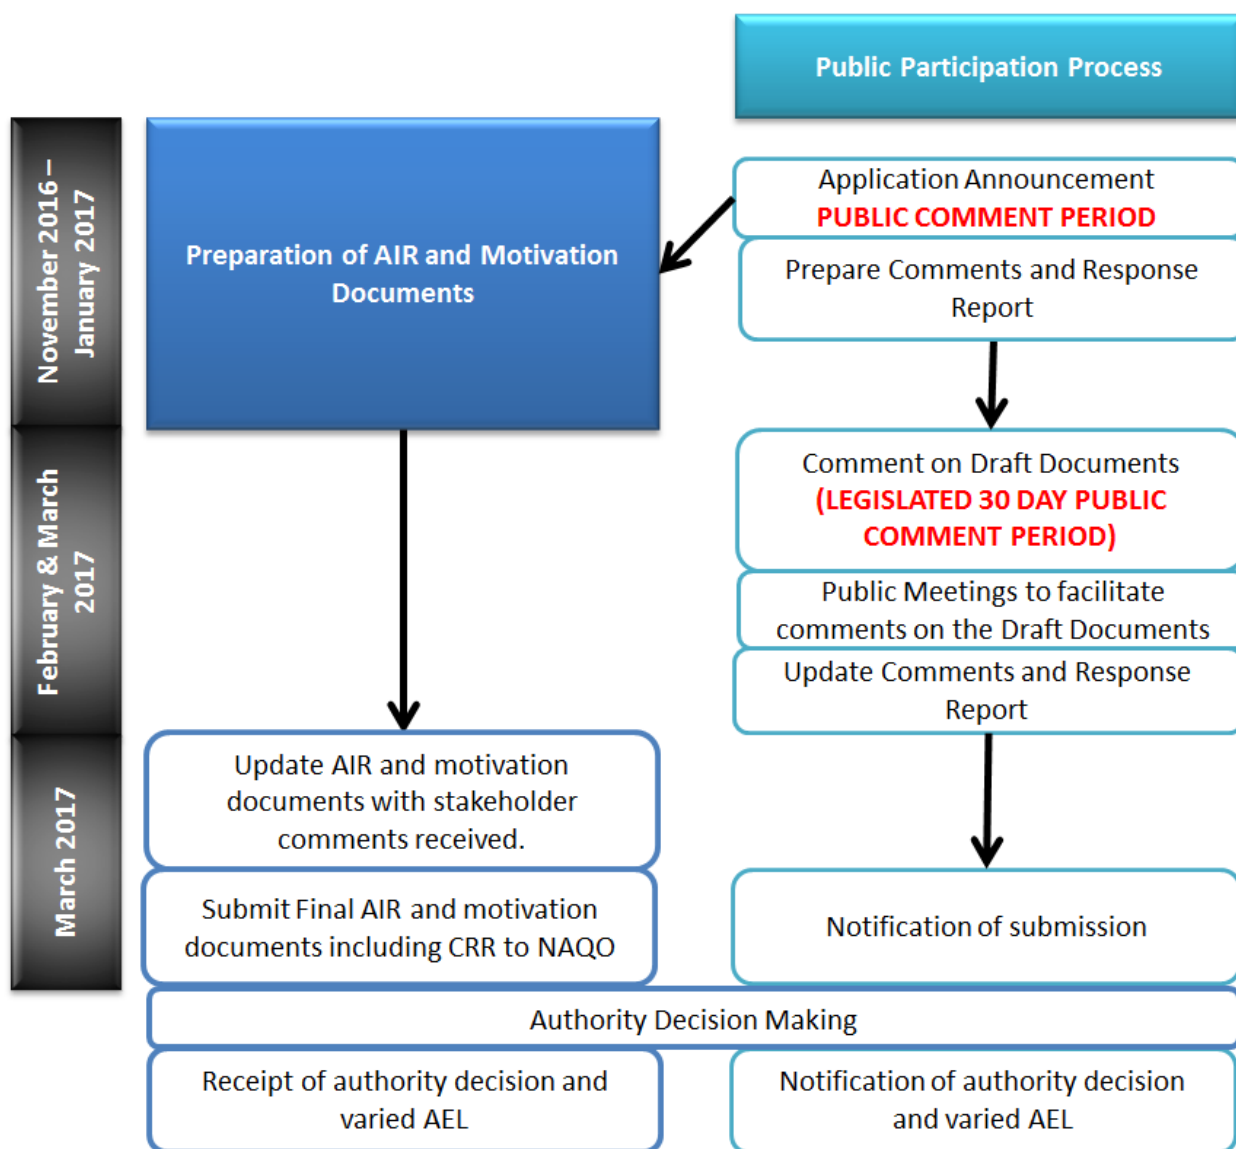 Public Participation Process
November 2016 –
January 2017
Preparation of AIR and Motivation
Documents
Application Announcement
PUBLIC COMMENT PERIOD
Prepare Comments and Response
Report
February & March
2017
Comment on Draft Documents
(LEGISLATED 30 DAY PUBLIC
COMMENT PERIOD)
Public Meetings to facilitate
comments on the Draft Documents
Update Comments and Response
Report
March 2017
Update AIR and motivation
documents with stakeholder
comments received.
Submit Final AIR and motivation
documents including CRR to NAQO
Notification of submission
Authority Decision Making
Receipt of authority decision and
varied AEL
Notification of authority decision
and varied AEL